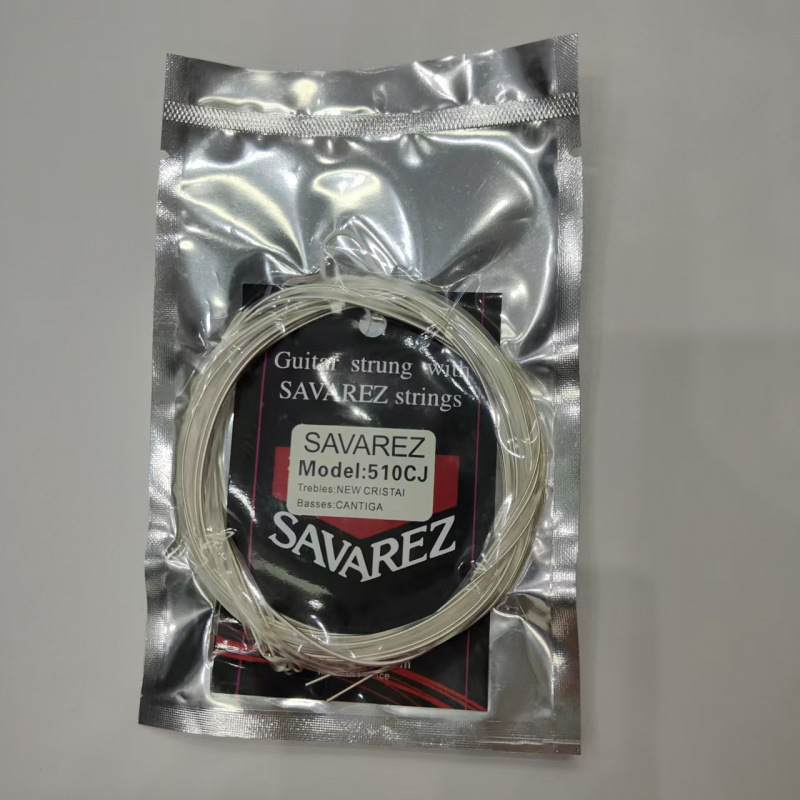 Guitar strung with
SAVAREZ strings
SAVAREZ
Model:510CJ
Trebles:NEW CRISTAI
Basses:CANTIGA
SAVAREZ